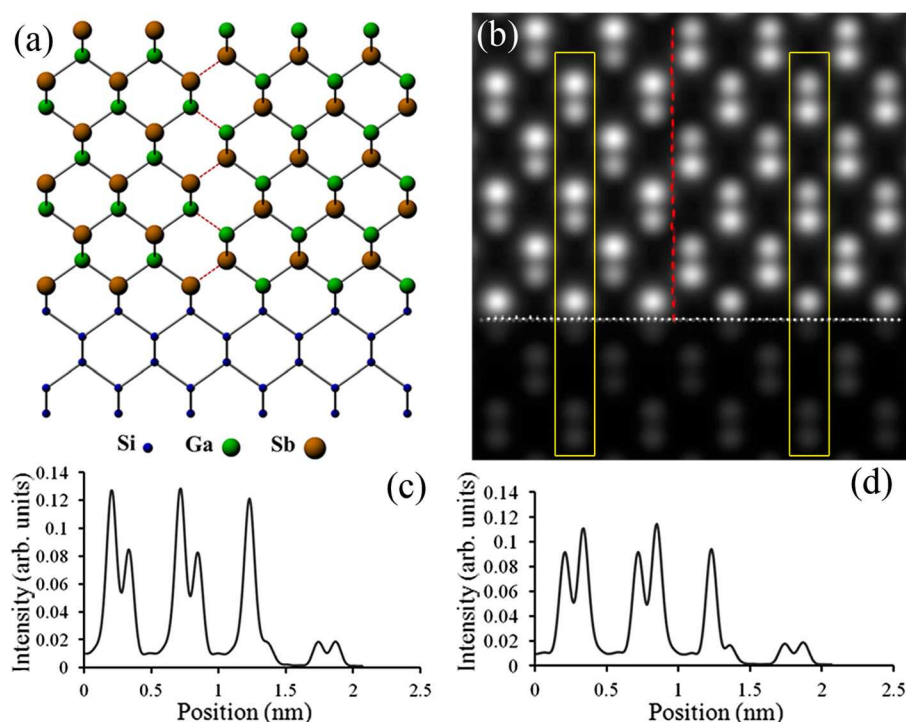 (a)
(b)
Si Ga Sb
(c)
Intensity (arb. units)
0.14
0.12
0.1
0.08
0.06
0.04
0.02
0
0 0.5 1 1.5 2 2.5
Position (nm)
(d)
Intensity (arb. units)
0.14
0.12
0.1
0.08
0.06
0.04
0.02
0
0 0.5 1 1.5 2 2.5
Position (nm)